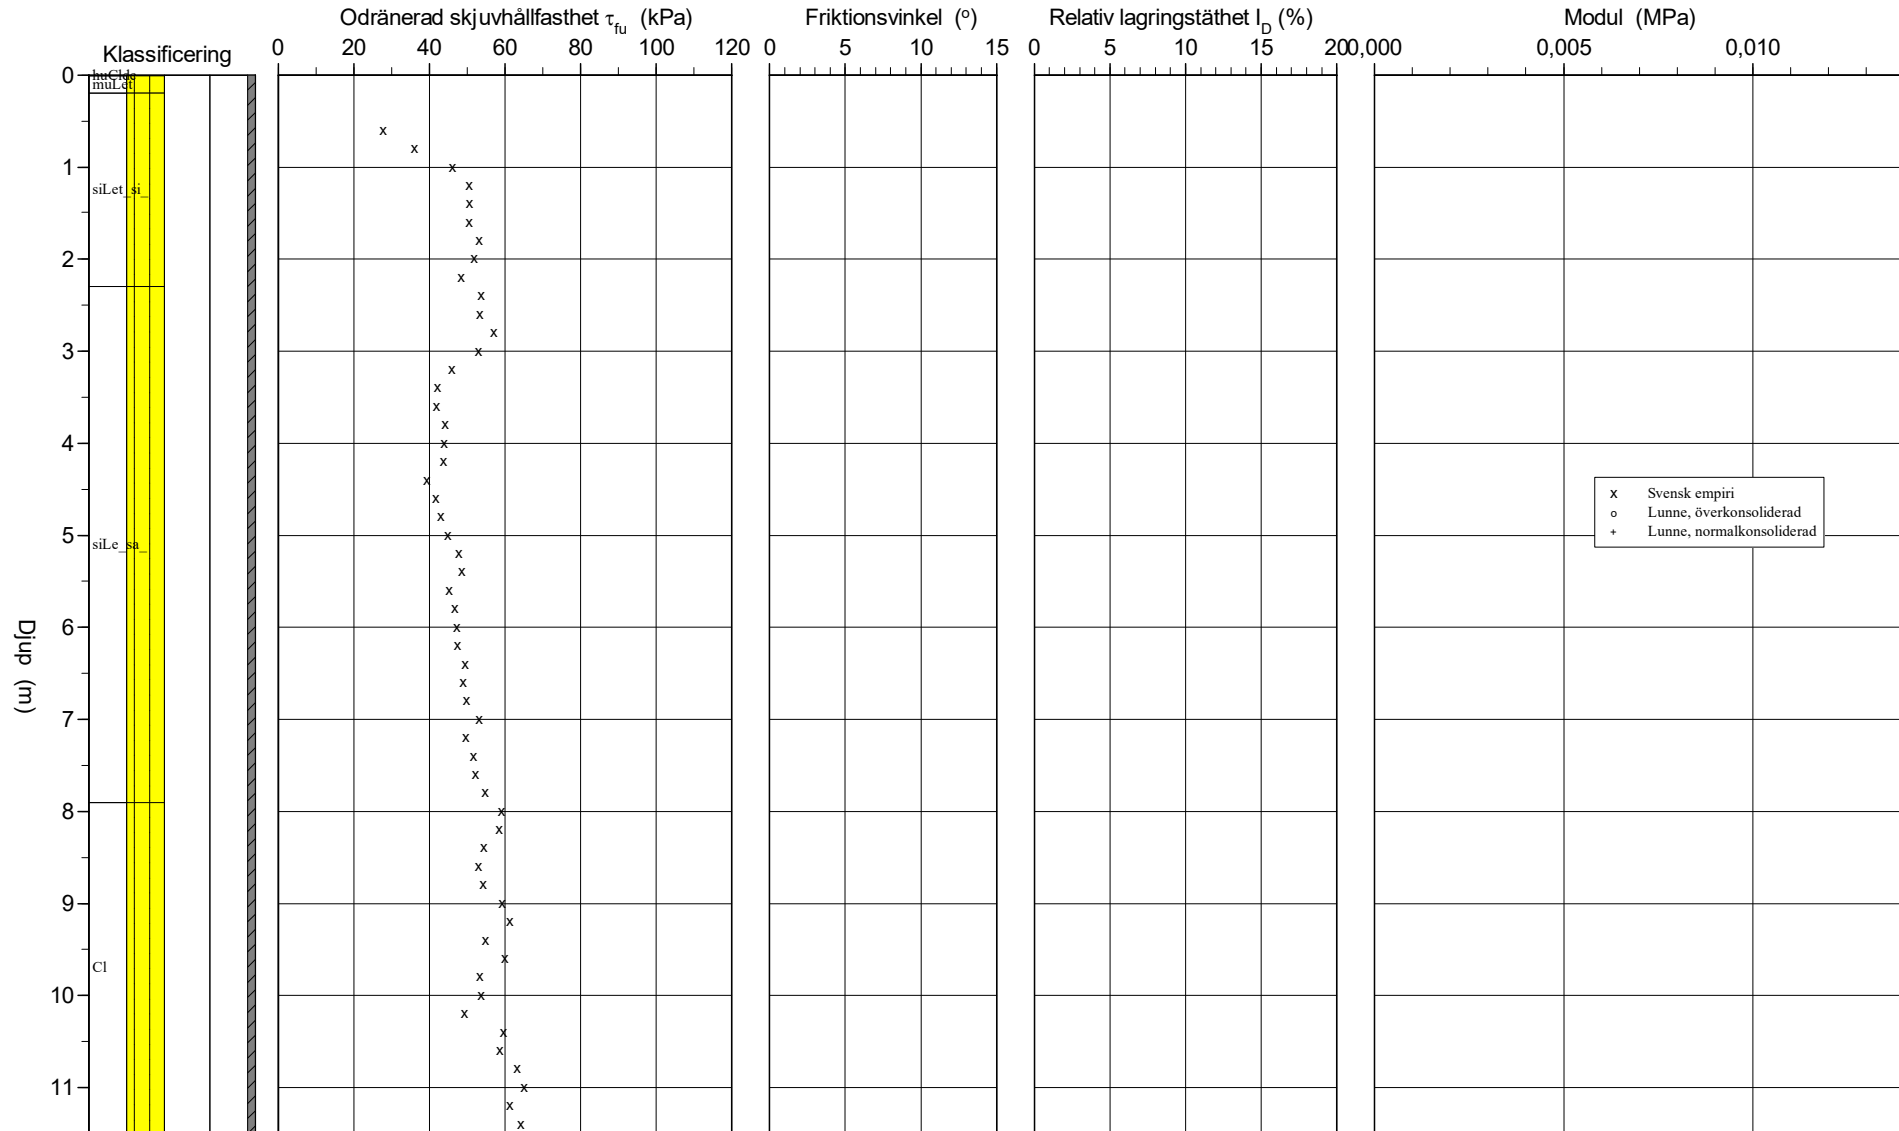 Odränerad skjuvhållfasthet τfu (kPa)
Friktionsvinkel (°)
Relativ lagringstäthet ID (%)
Modul (MPa)
Klassificering
0 20 40 60 80 100 120
0 5 10 15
0 5 10 15 20
0,000 0,005 0,010
0
muLet
1
siLet_si_
2
3
4
x Svensk empiri
o Lunne, överkonsoliderad
+ Lunne, normalkonsoliderad
5
siLe_sa_
6
Djup (m)
7
8
9
Cl
10
11